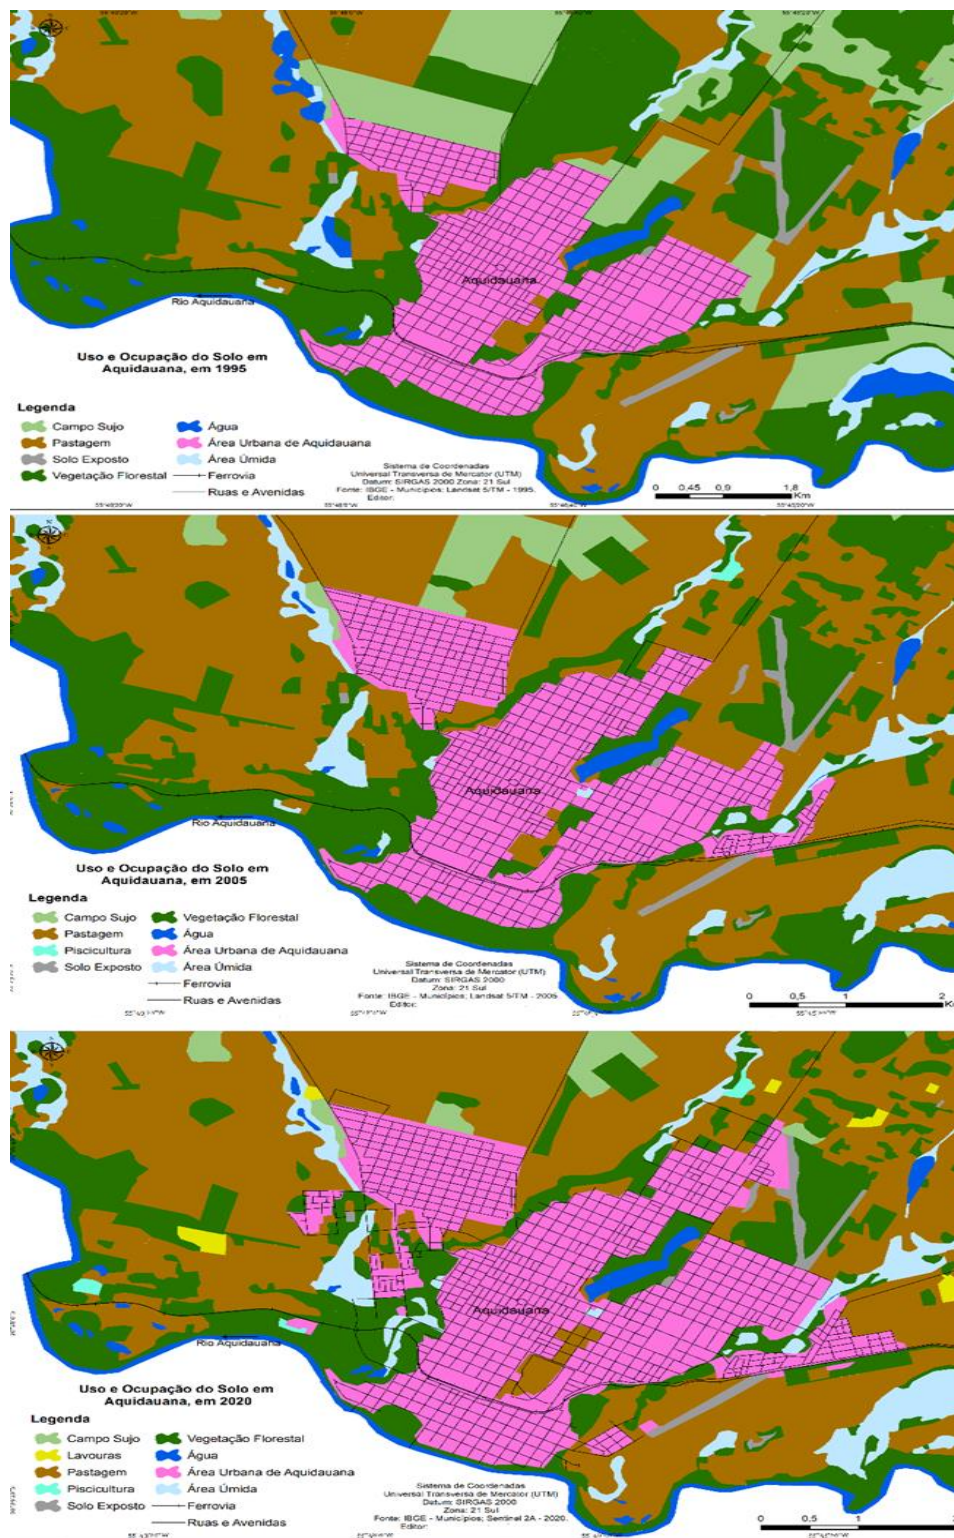 Aquidauana
Rio Aquidauana
Uso e Ocupação do Solo em
Aquidauana, em 1995
Legenda
Campo Sujo
Pastagem
Solo Exposto
Vegetação Florestal
Água
Área Urbana de Aquidauana
Área Úmida
Ferrovia
Ruas e Avenidas
Sistema de Coordenadas
Universal Transversa de Mercator (UTM)
Datum: SIRGAS 2000 Zona: 21 Sul
Fonte: IBGE - Municípios; Landsat 5/TM - 1995.
Editor:
0 0,45 0,9 1,8
Km
Aquidauana
Rio Aquidauana
Uso e Ocupação do Solo em
Aquidauana, em 2005
Legenda
Campo Sujo
Pastagem
Piscicultura
Solo Exposto
Vegetação Florestal
Água
Área Urbana de Aquidauana
Área Úmida
Ferrovia
Ruas e Avenidas
Sistema de Coordenadas
Universal Transversa de Mercator (UTM)
Datum: SIRGAS 2000
Zona: 21 Sul
Fonte: IBGE - Municípios; Landsat 5/TM - 2005
Editor:
0 0,5 1 2
Aquidauana
Rio Aquidauana
Uso e Ocupação do Solo em
Aquidauana, em 2020
Legenda
Campo Sujo
Lavouras
Pastagem
Piscicultura
Solo Exposto
Vegetação Florestal
Água
Área Urbana de Aquidauana
Área Úmida
Ferrovia
Ruas e Avenidas
Sistema de Coordenadas
Universal Transversa de Mercator (UTM)
Datum: SIRGAS 2000
Zona: 21 Sul
Fonte: IBGE - Municípios; Sentinel 2A - 2020.
Editor:
0 0,5 1